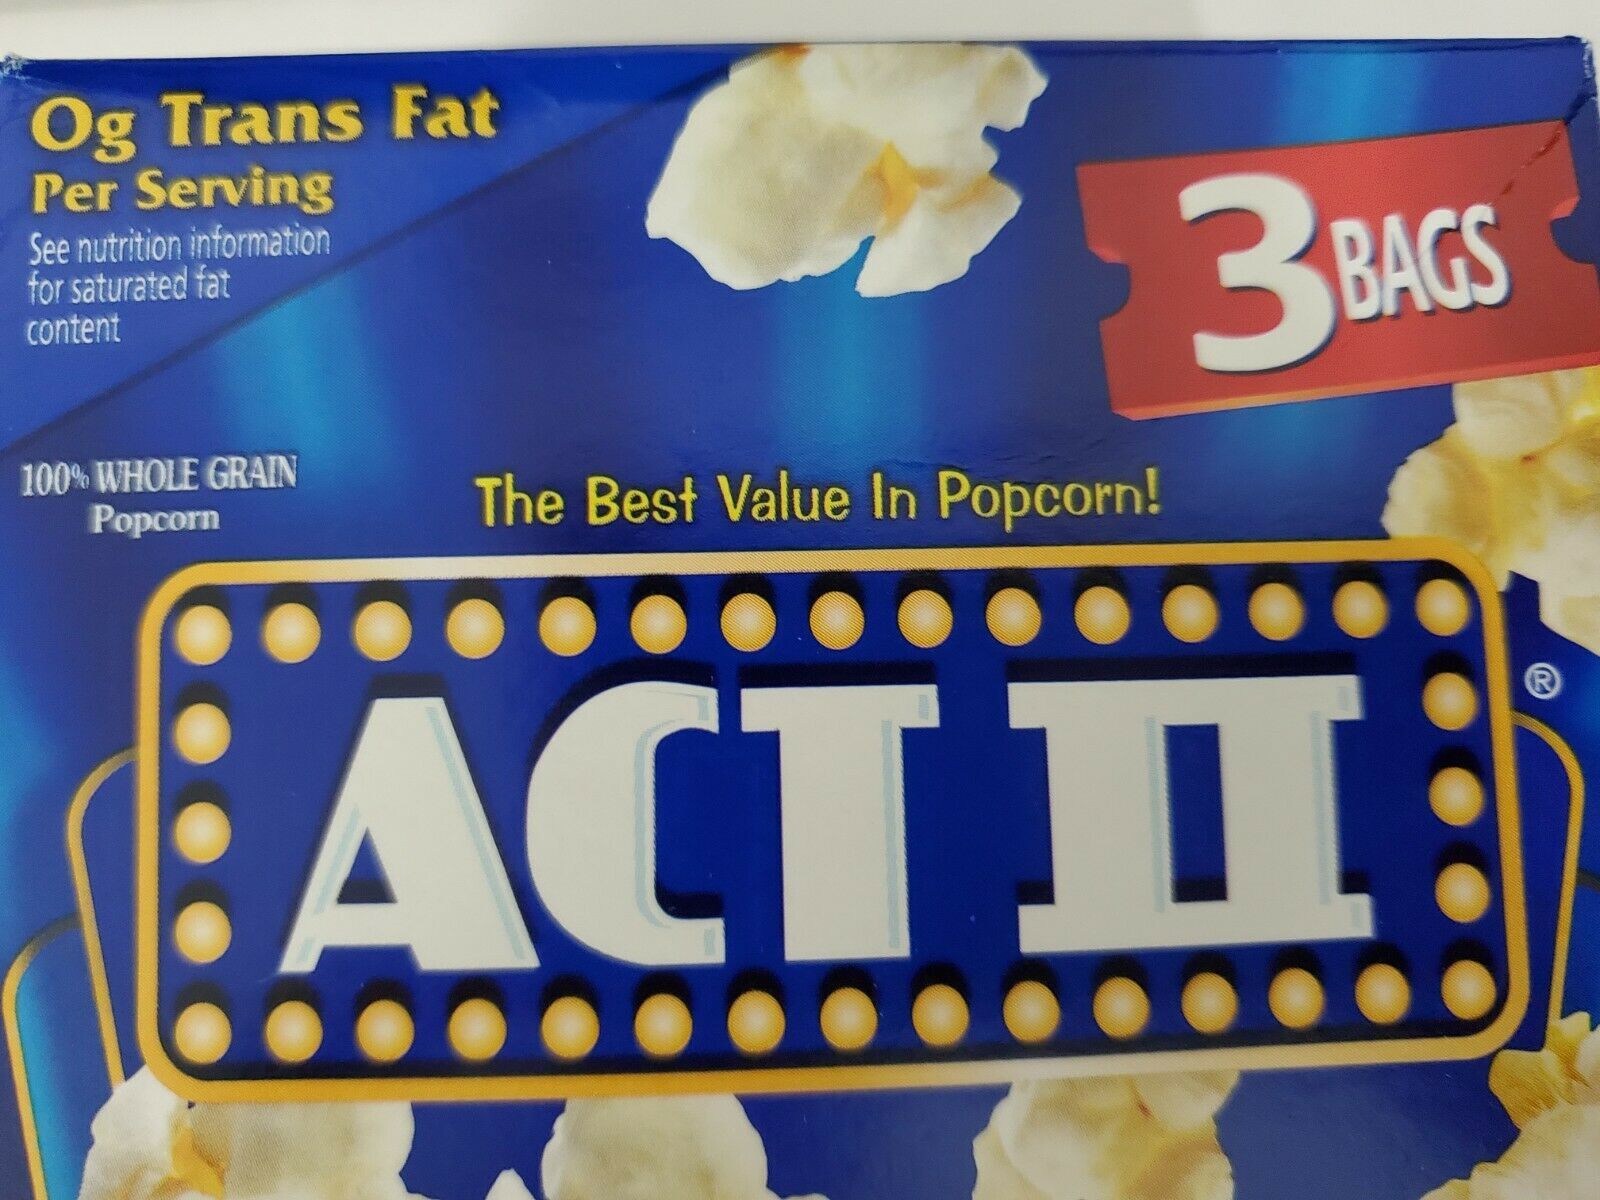 0g Trans Fat
Per Serving
See nutrition information
for saturated fat
content
3 BAGS
100% WHOLE GRAIN
Popcorn
The Best Value In Popcorn!
ACT II ®